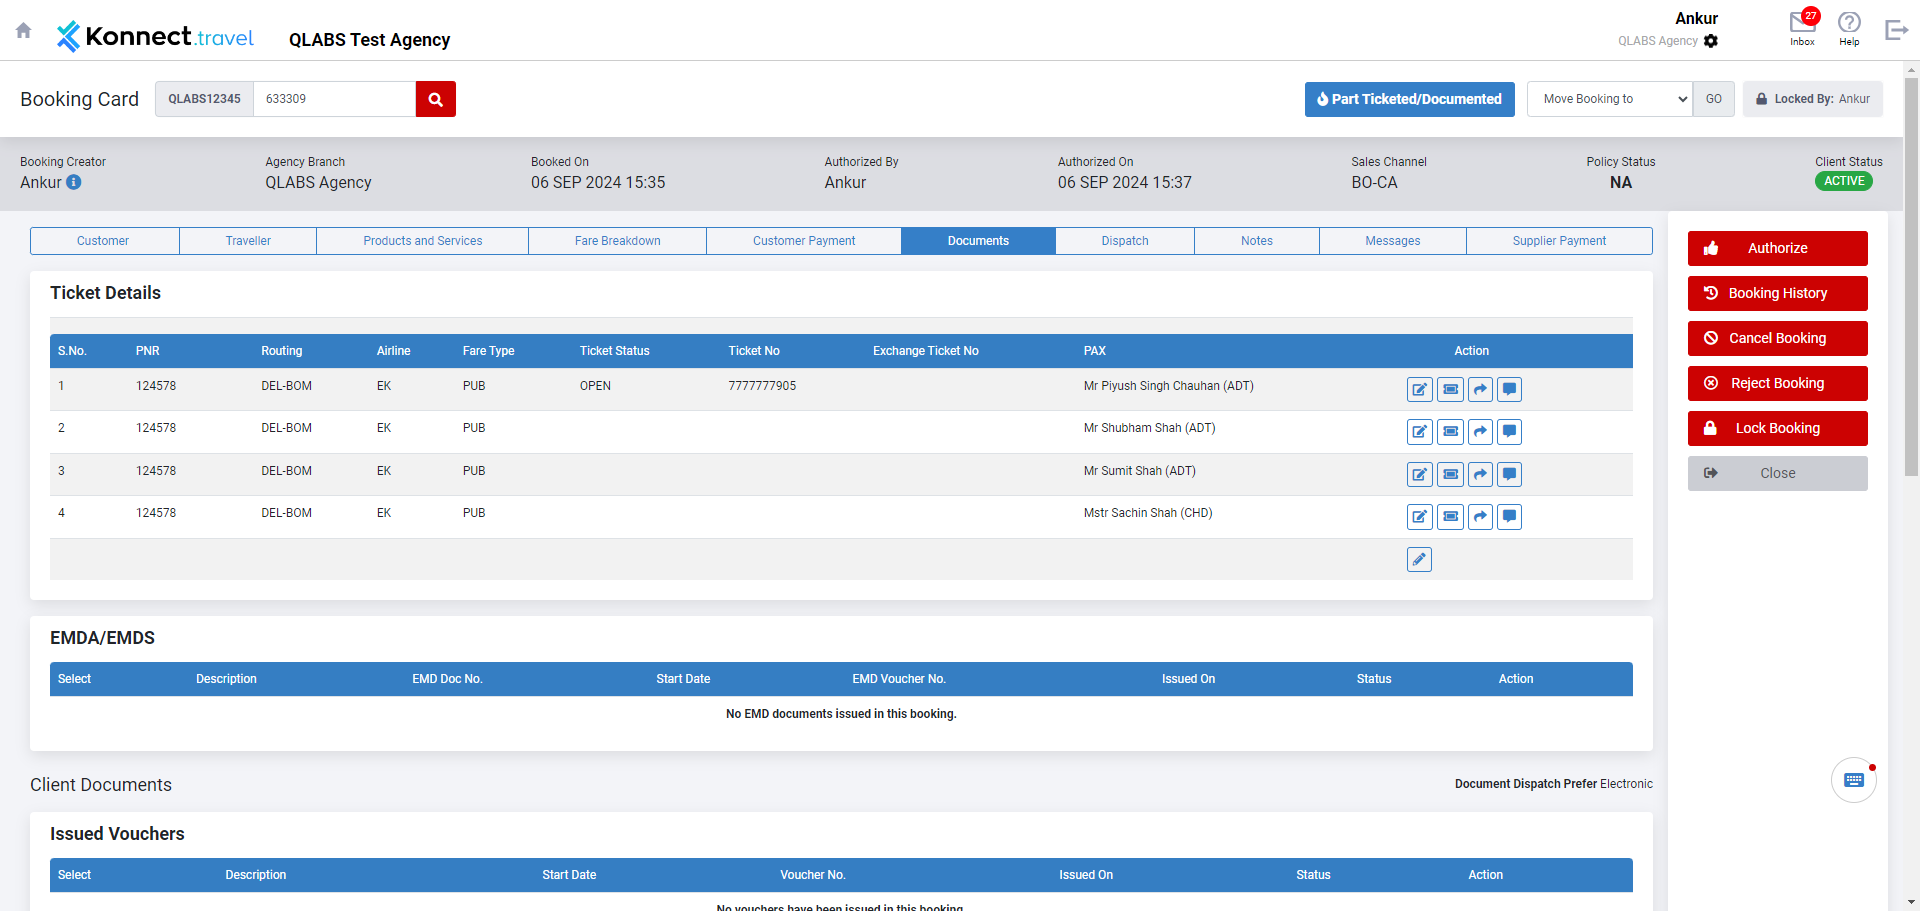 Konnect.travel QLABS Test Agency Ankur
QLABS Agency 27 Inbox Help
Booking Card QLABS12345 633309 Part Ticketed/Documented Move Booking to GO Locked By: Ankur
Booking Creator Agency Branch Booked On Authorized By Authorized On Sales Channel Policy Status Client Status
Ankur QLABS Agency 06 SEP 2024 15:35 Ankur 06 SEP 2024 15:37 BO-CA NA ACTIVE
Customer Traveller Products and Services Fare Breakdown Customer Payment Documents Dispatch Notes Messages Supplier Payment
Authorize
Booking History
Cancel Booking
Reject Booking
Lock Booking
Close
Ticket Details
S.No. PNR Routing Airline Fare Type Ticket Status Ticket No Exchange Ticket No PAX Action
1 124578 DEL-BOM EK PUB OPEN 7777777905 Mr Piyush Singh Chauhan (ADT)
2 124578 DEL-BOM EK PUB Mr Shubham Shah (ADT)
3 124578 DEL-BOM EK PUB Mr Sumit Shah (ADT)
4 124578 DEL-BOM EK PUB Mstr Sachin Shah (CHD)
EMDA/EMDS
Select Description EMD Doc No. Start Date EMD Voucher No. Issued On Status Action
No EMD documents issued in this booking.
Client Documents Document Dispatch Prefer Electronic
Issued Vouchers
Select Description Start Date Voucher No. Issued On Status Action
No vouchers have been issued in this booking